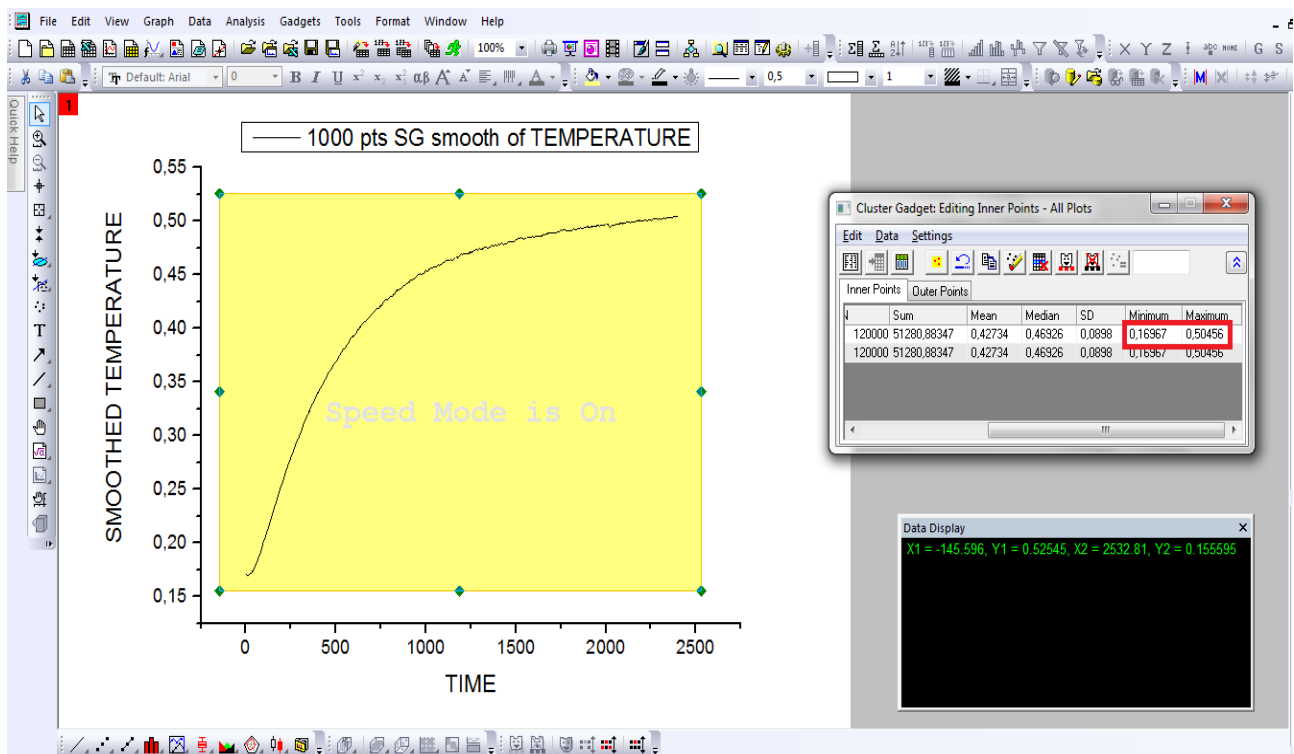 File Edit View Graph Data Analysis Gadgets Tools Format Window Help
100%
X Y Z
G S
Default: Arial 0 B I U x² x₂ αβ A A A 0,5 1
Quick Help
1
1000 pts SG smooth of TEMPERATURE
0,55
0,50
0,45
0,40
0,35
0,30
0,25
0,20
0,15
SMOOTHED TEMPERATURE
Speed Mode is On
0 500 1000 1500 2000 2500
TIME
T
Cluster Gadget: Editing Inner Points - All Plots
Edit Data Settings
Inner Points Outer Points
Sum Mean Median SD Minimum Maximum
120000 51280,88347 0,42734 0,46926 0,0898 0,16967 0,50456
120000 51280,88347 0,42734 0,46926 0,0898 0,16967 0,50456
Data Display X
X1 = -145.596, Y1 = 0.52545, X2 = 2532.81, Y2 = 0.155595